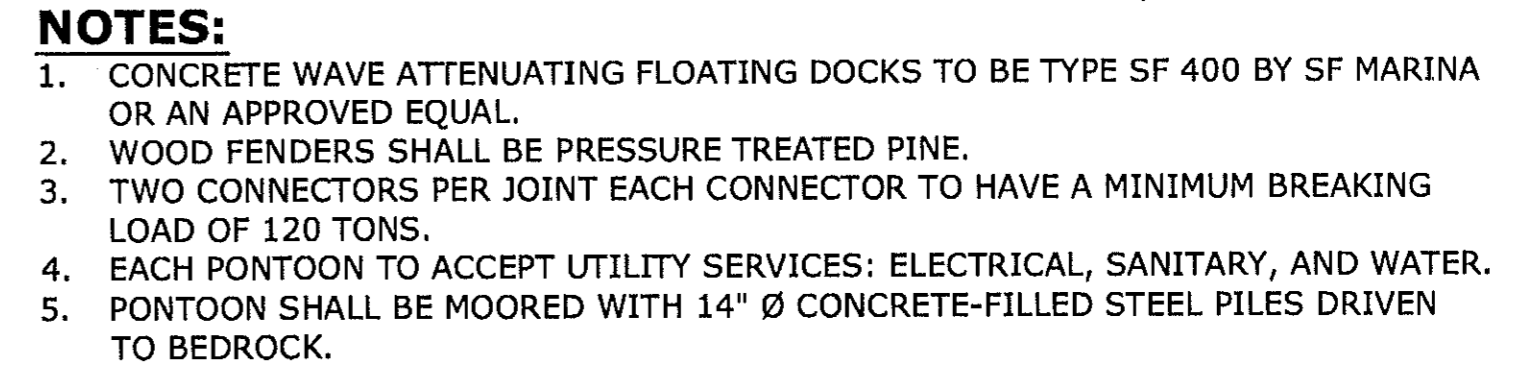 NOTES:
1. CONCRETE WAVE ATTENUATING FLOATING DOCKS TO BE TYPE SF 400 BY SF MARINA
OR AN APPROVED EQUAL.
2. WOOD FENDERS SHALL BE PRESSURE TREATED PINE.
3. TWO CONNECTORS PER JOINT EACH CONNECTOR TO HAVE A MINIMUM BREAKING
LOAD OF 120 TONS.
4. EACH PONTOON TO ACCEPT UTILITY SERVICES: ELECTRICAL, SANITARY, AND WATER.
5. PONTOON SHALL BE MOORED WITH 14" Ø CONCRETE-FILLED STEEL PILES DRIVEN
TO BEDROCK.